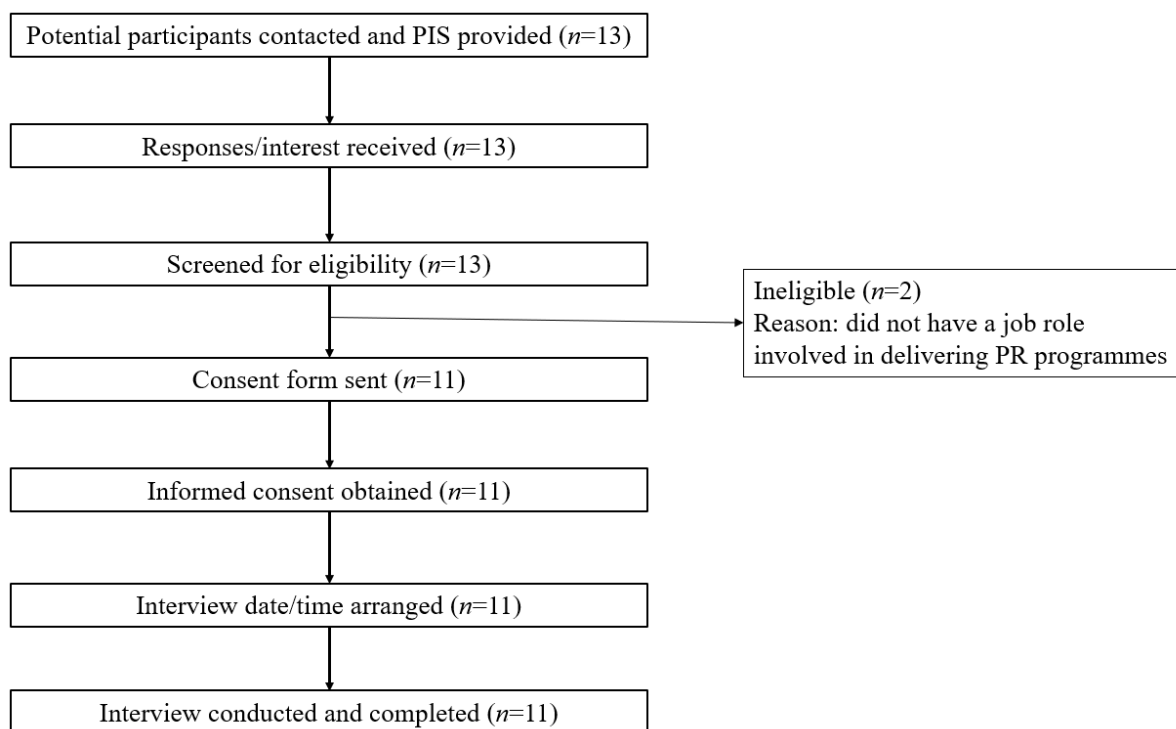 Potential participants contacted and PIS provided (n=13)
Responses/interest received (n=13)
Screened for eligibility (n=13)
Ineligible (n=2)
Reason: did not have a job role
involved in delivering PR programmes
Consent form sent (n=11)
Informed consent obtained (n=11)
Interview date/time arranged (n=11)
Interview conducted and completed (n=11)